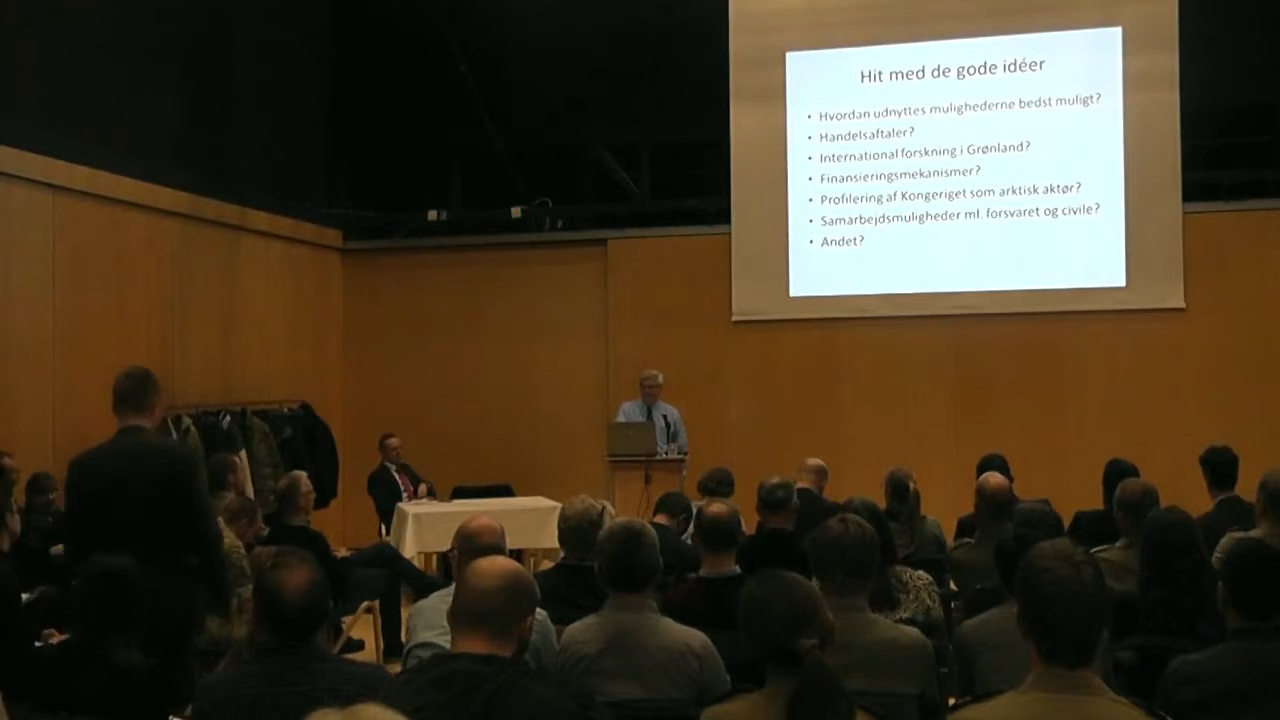 Hit med de gode idéer
• Hvordan udnyttes mulighederne bedst muligt?
• Handelsaftaler?
• International forskning i Grønland?
• Finansieringsmekanismer?
• Profilering af Kongeriget som arktisk aktør?
• Samarbejdsmuligheder ml. forsvaret og civile?
• Andet?